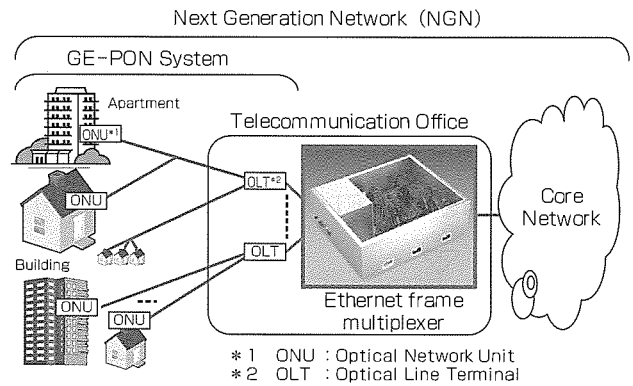 Next Generation Network (NGN)
GE-PON System
Apartment
ONU*1
Telecommunication Office
OLT*2
ONU
Core
Network
Building
OLT
ONU
ONU
Ethernet frame
multiplexer
*1 ONU : Optical Network Unit
*2 OLT : Optical Line Terminal